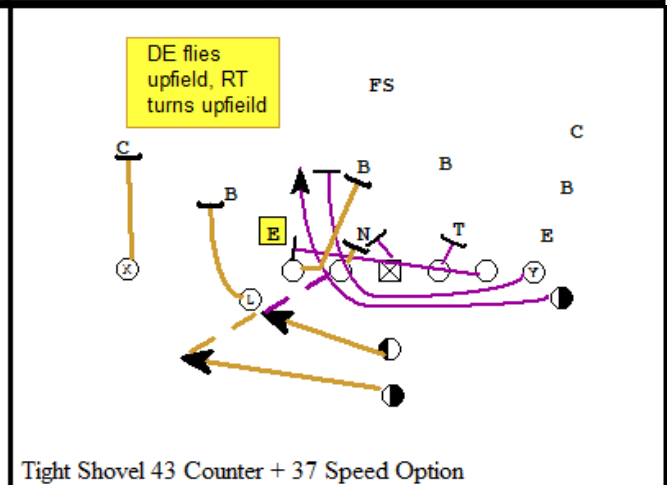 DE flies
upfield, RT
turns upfieild
FS
C
C
B
B
B
B
E
N
T
E
X
Y
L
Tight Shovel 43 Counter + 37 Speed Option